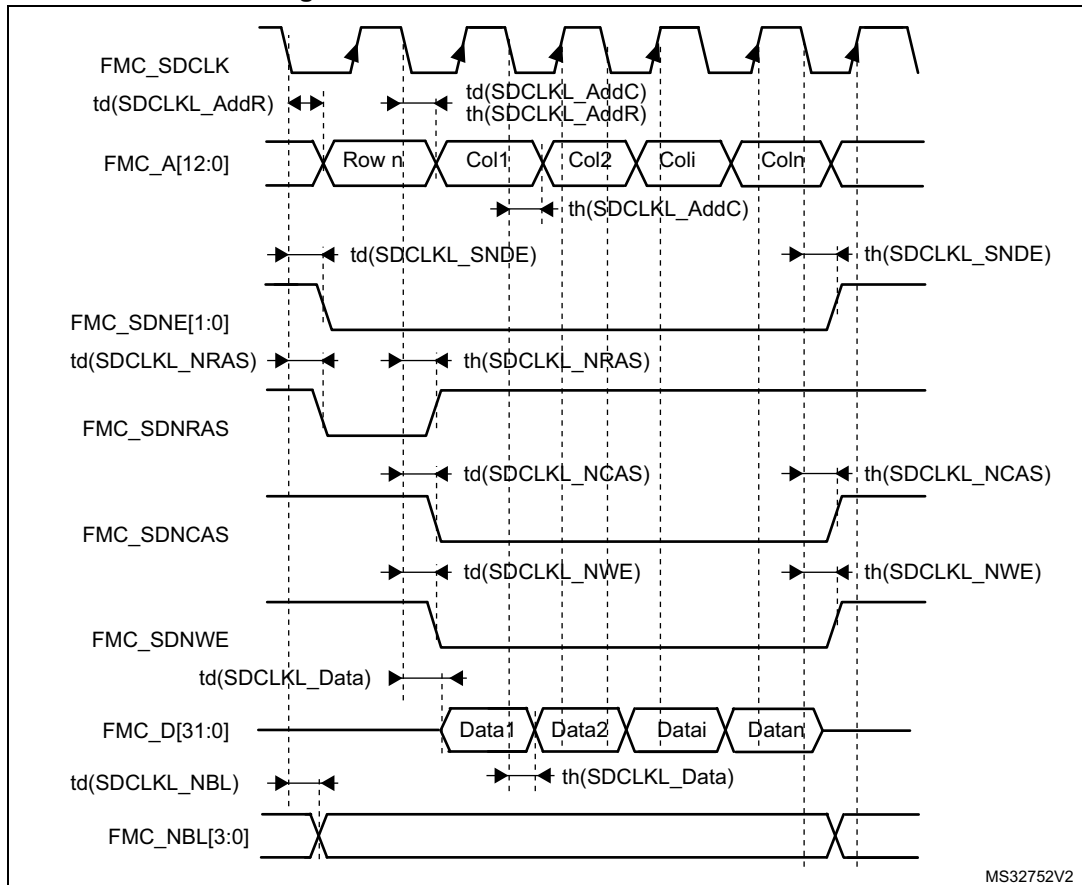 FMC_SDCLK
td(SDCLKL_AddR)
td(SDCLKL_AddC)
th(SDCLKL_AddR)
FMC_A[12:0]
Row n
Col1
Col2
Coli
Coln
th(SDCLKL_AddC)
td(SDCLKL_SNDE)
th(SDCLKL_SNDE)
FMC_SDNE[1:0]
td(SDCLKL_NRAS)
th(SDCLKL_NRAS)
FMC_SDNRAS
td(SDCLKL_NCAS)
th(SDCLKL_NCAS)
FMC_SDNCAS
td(SDCLKL_NWE)
th(SDCLKL_NWE)
FMC_SDNWE
td(SDCLKL_Data)
FMC_D[31:0]
Data1
Data2
Datai
Datan
th(SDCLKL_Data)
td(SDCLKL_NBL)
FMC_NBL[3:0]
MS32752V2